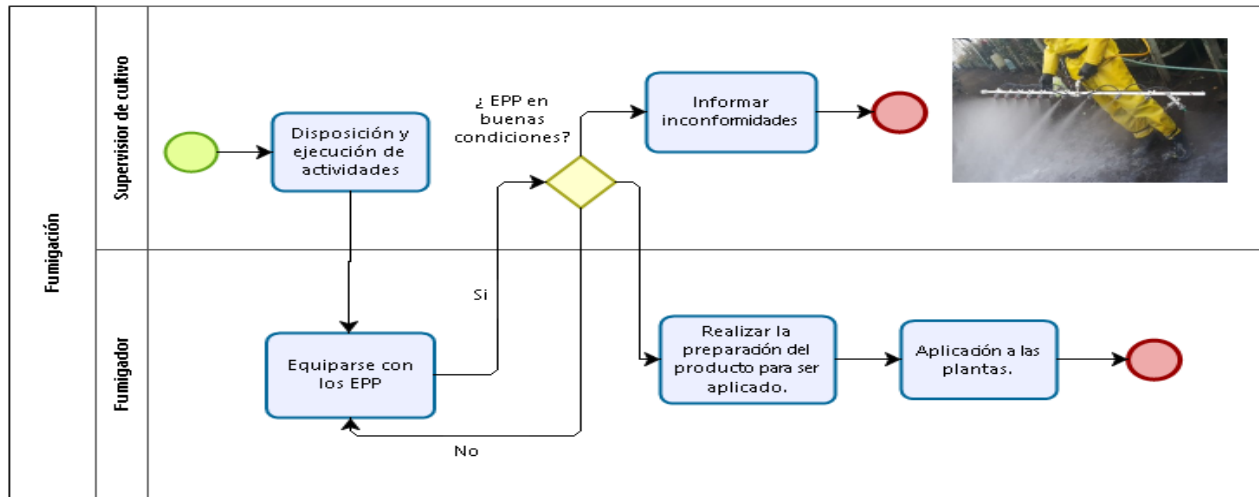 Fumigación
Supervisor de cultivo
Disposición y
ejecución de
actividades
¿ EPP en
buenas
condiciones?
Informar
inconformidades
Fumigador
Equiparse con
los EPP
Si
No
Realizar la
preparación del
producto para ser
aplicado.
Aplicación a las
plantas.